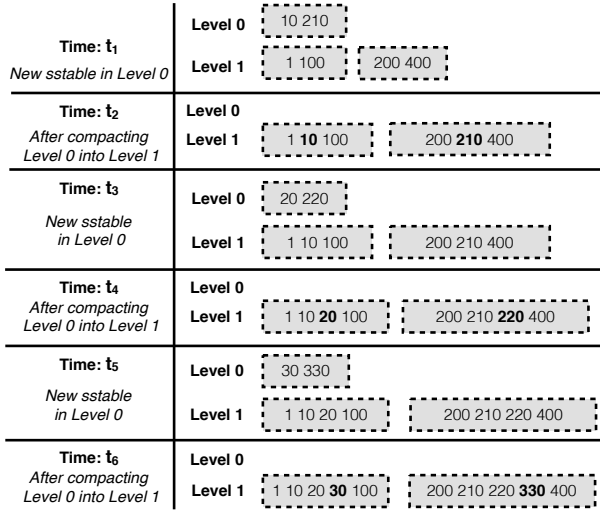 Time: t1
New sstable in Level 0
Level 0 10 210
Level 1 1 100 200 400
Time: t2
After compacting
Level 0 into Level 1
Level 0
Level 1 1 10 100 200 210 400
Time: t3
New sstable
in Level 0
Level 0 20 220
Level 1 1 10 100 200 210 400
Time: t4
After compacting
Level 0 into Level 1
Level 0
Level 1 1 10 20 100 200 210 220 400
Time: t5
New sstable
in Level 0
Level 0 30 330
Level 1 1 10 20 100 200 210 220 400
Time: t6
After compacting
Level 0 into Level 1
Level 0
Level 1 1 10 20 30 100 200 210 220 330 400